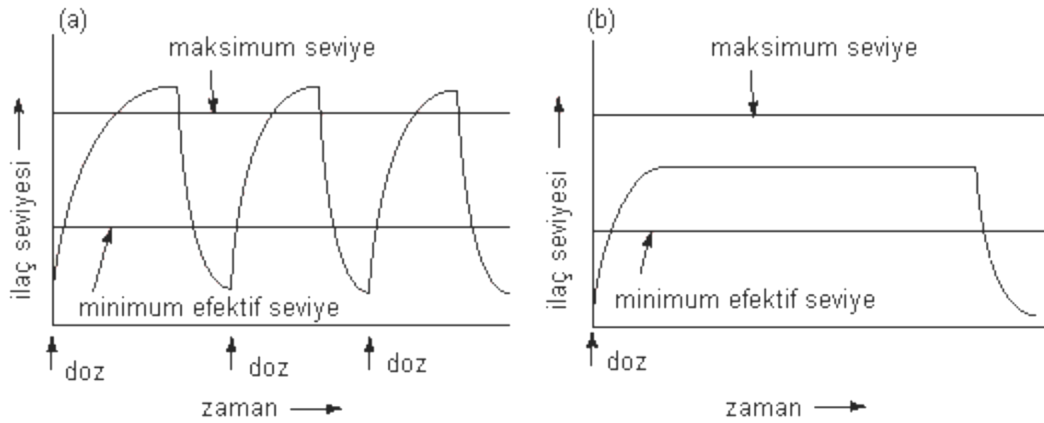 (a)
maksimum seviye
ilaç seviyesi
minimum efektif seviye
doz
doz
doz
zaman
(b)
maksimum seviye
ilaç seviyesi
minimum efektif seviye
doz
zaman